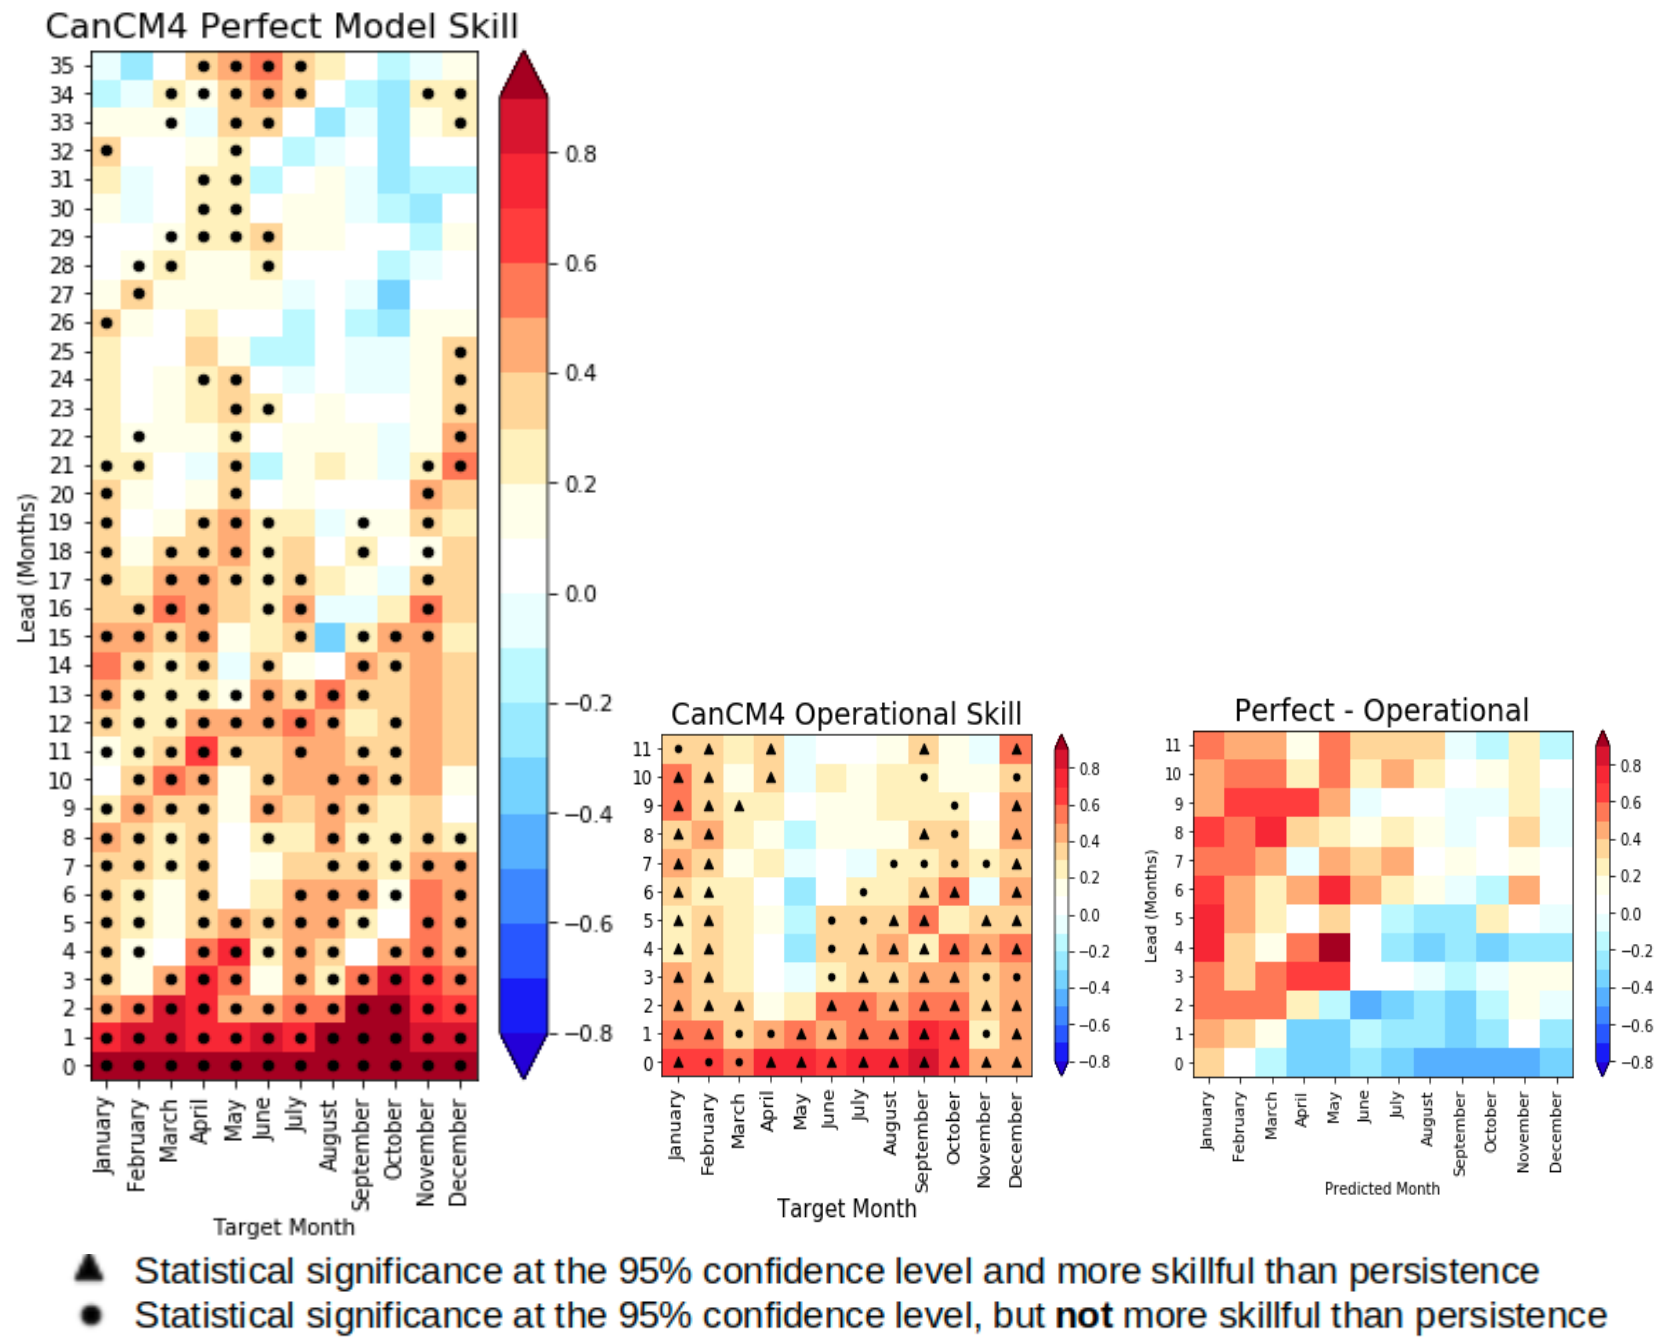 CanCM4 Perfect Model Skill
35
34
33
32
31
30
29
28
27
26
25
24
23
22
21
20
19
18
17
16
15
14
13
12
11
10
9
8
7
6
5
4
3
2
1
0
Lead (Months)
January
February
March
April
May
June
July
August
September
October
November
December
Target Month
0.8
0.6
0.4
0.2
0.0
−0.2
−0.4
−0.6
−0.8
CanCM4 Operational Skill
11
10
9
8
7
6
5
4
3
2
1
0
January
February
March
April
May
June
July
August
September
October
November
December
Target Month
0.8
0.6
0.4
0.2
0.0
−0.2
−0.4
−0.6
−0.8
Perfect - Operational
11
10
9
8
7
6
5
4
3
2
1
0
Lead (Months)
January
February
March
April
May
June
July
August
September
October
November
December
Predicted Month
0.8
0.6
0.4
0.2
0.0
−0.2
−0.4
−0.6
−0.8
Statistical significance at the 95% confidence level and more skillful than persistence
Statistical significance at the 95% confidence level, but not more skillful than persistence